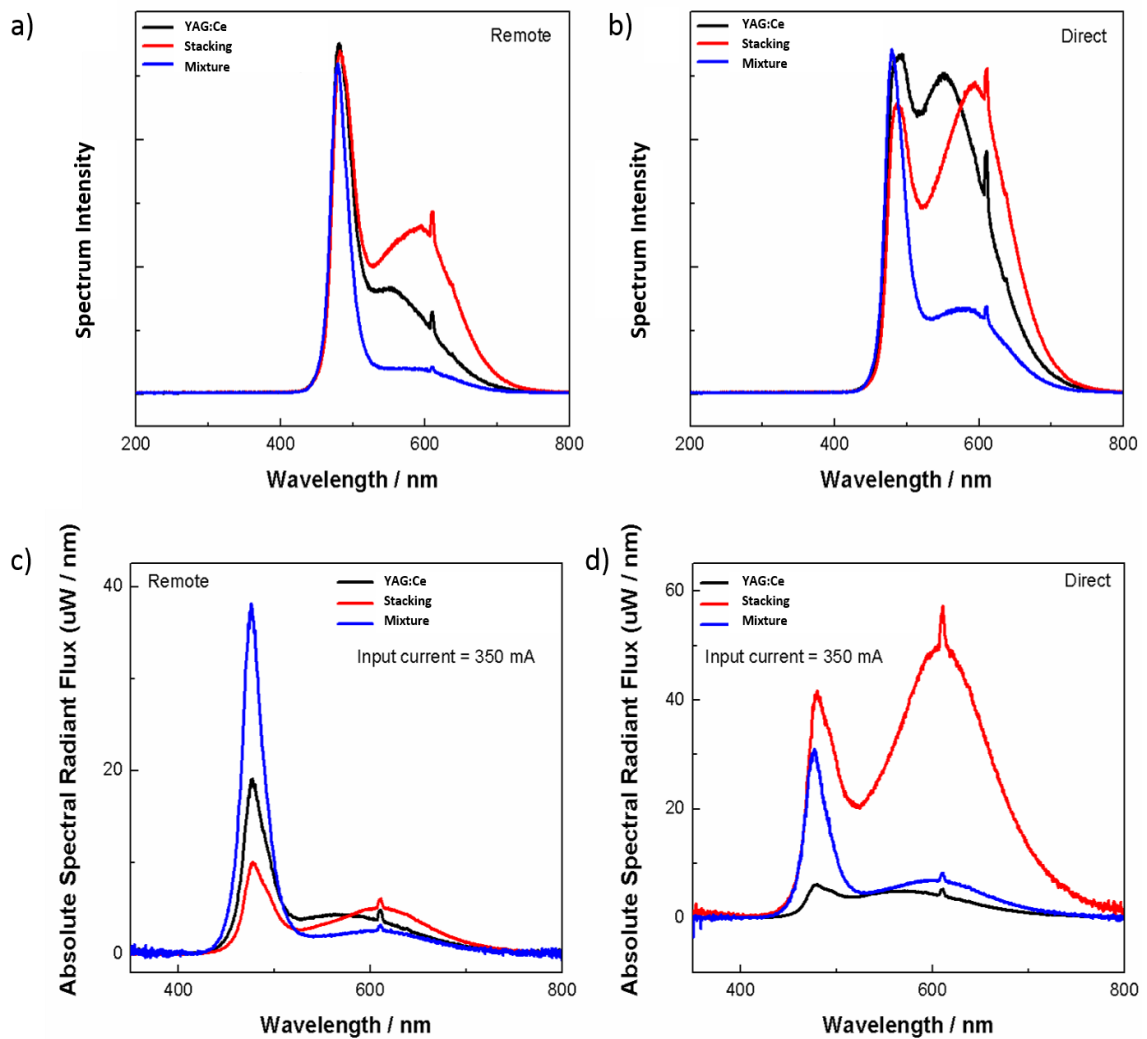 a)
YAG:Ce
Stacking
Mixture
Remote
Spectrum Intensity
200
400
600
800
Wavelength / nm
b)
YAG:Ce
Stacking
Mixture
Direct
Spectrum Intensity
200
400
600
800
Wavelength / nm
c)
Remote
YAG:Ce
Stacking
Mixture
Input current = 350 mA
Absolute Spectral Radiant Flux (uW / nm)
40
20
0
400
600
800
Wavelength / nm
d)
YAG:Ce
Stacking
Mixture
Direct
Input current = 350 mA
Absolute Spectral Radiant Flux (uW / nm)
60
40
20
0
400
600
800
Wavelength / nm